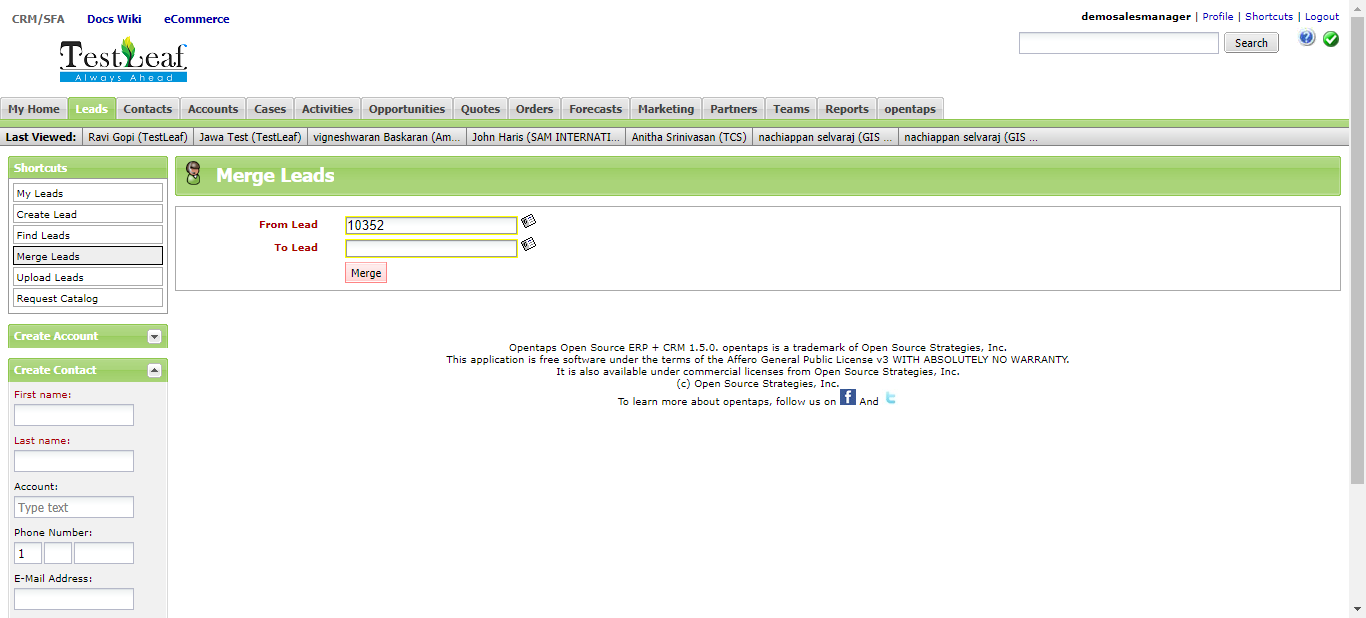 CRM/SFA Docs Wiki eCommerce
demosalesmanager | Profile | Shortcuts | Logout
TestLeaf
Always Ahead
Search
My Home Leads Contacts Accounts Cases Activities Opportunities Quotes Orders Forecasts Marketing Partners Teams Reports opentaps
Last Viewed: Ravi Gopi (TestLeaf) Jawa Test (TestLeaf) vigneshwaran Baskaran (Am... John Haris (SAM INTERNATI... Anitha Srinivasan (TCS) nachiappan selvaraj (GIS ... nachiappan selvaraj (GIS ...
Shortcuts
My Leads
Create Lead
Find Leads
Merge Leads
Upload Leads
Request Catalog
Create Account
Create Contact
First name:
Last name:
Account:
Type text
Phone Number:
1
E-Mail Address:
Merge Leads
From Lead 10352
To Lead
Merge
Opentaps Open Source ERP + CRM 1.5.0. opentaps is a trademark of Open Source Strategies, Inc.
This application is free software under the terms of the Affero General Public License v3 WITH ABSOLUTELY NO WARRANTY.
It is also available under commercial licenses from Open Source Strategies, Inc.
(c) Open Source Strategies, Inc.
To learn more about opentaps, follow us on f And t